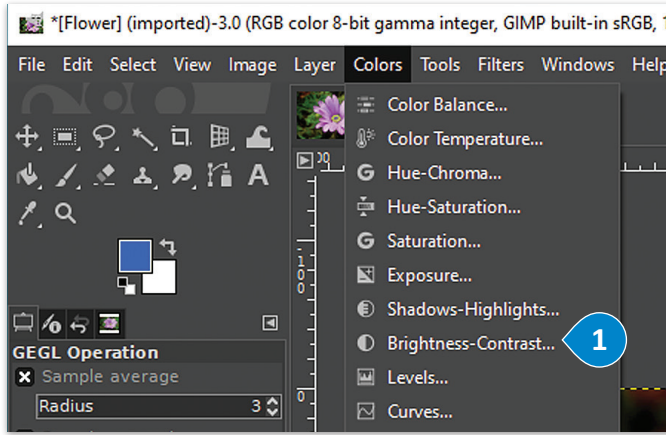 *[Flower] (imported)-3.0 (RGB color 8-bit gamma integer, GIMP built-in sRGB, 1
File Edit Select View Image Layer Colors Tools Filters Windows Help
Color Balance...
Color Temperature...
Hue-Chroma...
Hue-Saturation...
Saturation...
Exposure...
Shadows-Highlights...
Brightness-Contrast... 1
Levels...
Curves...
100
0
GEGL Operation
Sample average
Radius 3